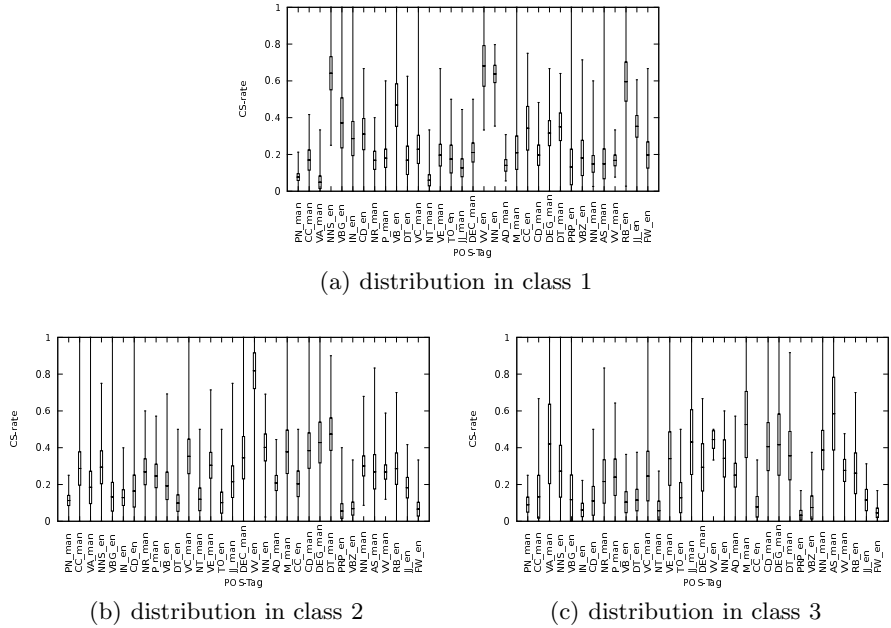 1
0.8
0.6
0.4
0.2
0
CS-rate
PN_man
CC_man
VA_man
NNS_en
VBG_en
IN_en
CD_en
NR_man
P_man
VB_en
DT_en
VC_man
NT_man
VE_man
TO_en
JJ_man
DEC_man
VV_en
NN_en
AD_man
M_man
CC_en
CD_man
DEG_man
DT_man
PRP_en
VBZ_en
NN_man
AS_man
VV_man
RB_en
JJ_en
FW_en
POS-Tag
(a) distribution in class 1
1
0.8
0.6
0.4
0.2
0
CS-rate
PN_man
CC_man
VA_man
NNS_en
VBG_en
IN_en
CD_en
NR_man
P_man
VB_en
DT_en
VC_man
NT_man
VE_man
TO_en
JJ_man
DEC_man
VV_en
NN_en
AD_man
M_man
CC_en
CD_man
DEG_man
DT_man
PRP_en
VBZ_en
NN_man
AS_man
VV_man
RB_en
JJ_en
FW_en
POS-Tag
(b) distribution in class 2
1
0.8
0.6
0.4
0.2
0
CS-rate
PN_man
CC_man
VA_man
NNS_en
VBG_en
IN_en
CD_en
NR_man
P_man
VB_en
DT_en
VC_man
NT_man
VE_man
TO_en
JJ_man
DEC_man
VV_en
NN_en
AD_man
M_man
CC_en
CD_man
DEG_man
DT_man
PRP_en
VBZ_en
NN_man
AS_man
VV_man
RB_en
JJ_en
FW_en
POS-Tag
(c) distribution in class 3